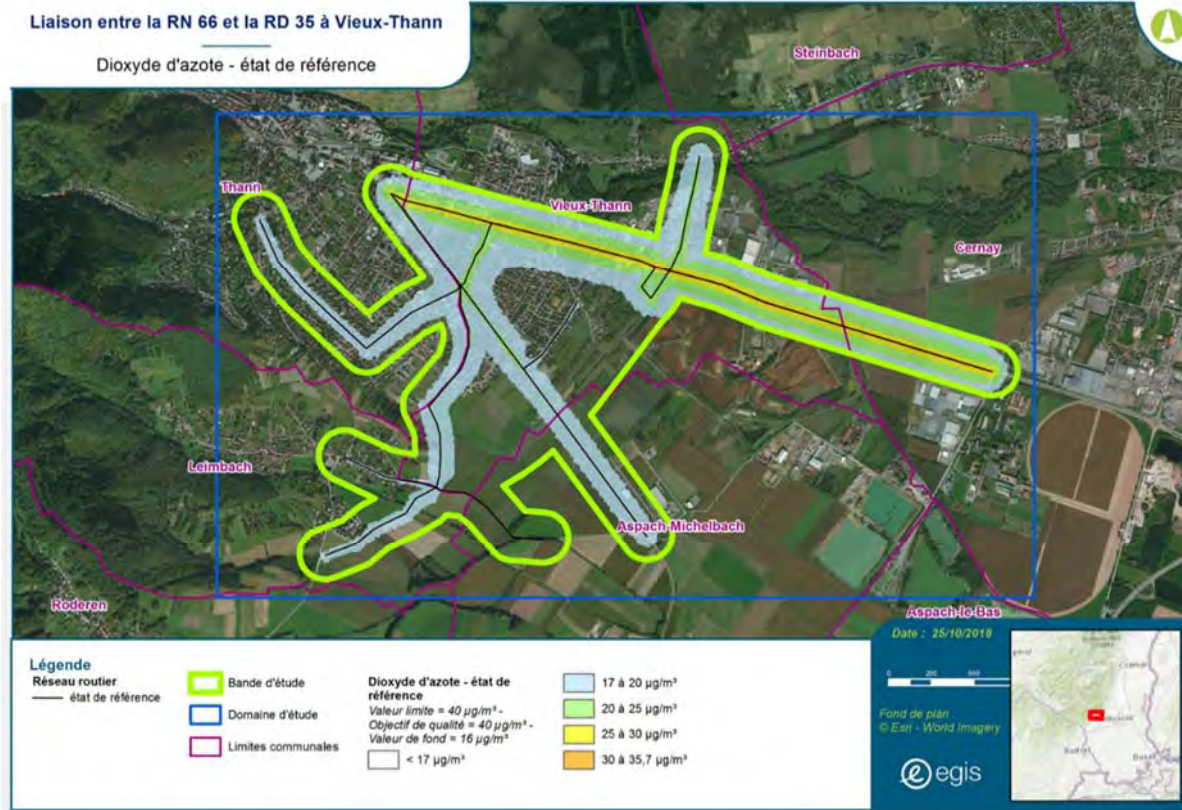 Liaison entre la RN 66 et la RD 35 à Vieux-Thann
Dioxyde d'azote - état de référence
Steinbach
Thann
Vieux-Thann
Cernay
Leimbach
Aspach-Michelbach
Roderen
Aspach-le-Bas
Légende
Réseau routier
état de référence
Bande d'étude
Domaine d'étude
Limites communales
Dioxyde d'azote - état de
référence
Valeur limite = 40 µg/m³ -
Objectif de qualité = 40 µg/m³ -
Valeur de fond = 16 µg/m³
< 17 µg/m³
17 à 20 µg/m³
20 à 25 µg/m³
25 à 30 µg/m³
30 à 35,7 µg/m³
Date : 25/10/2018
0
Fond de plan
© Esri - World Imagery
egis